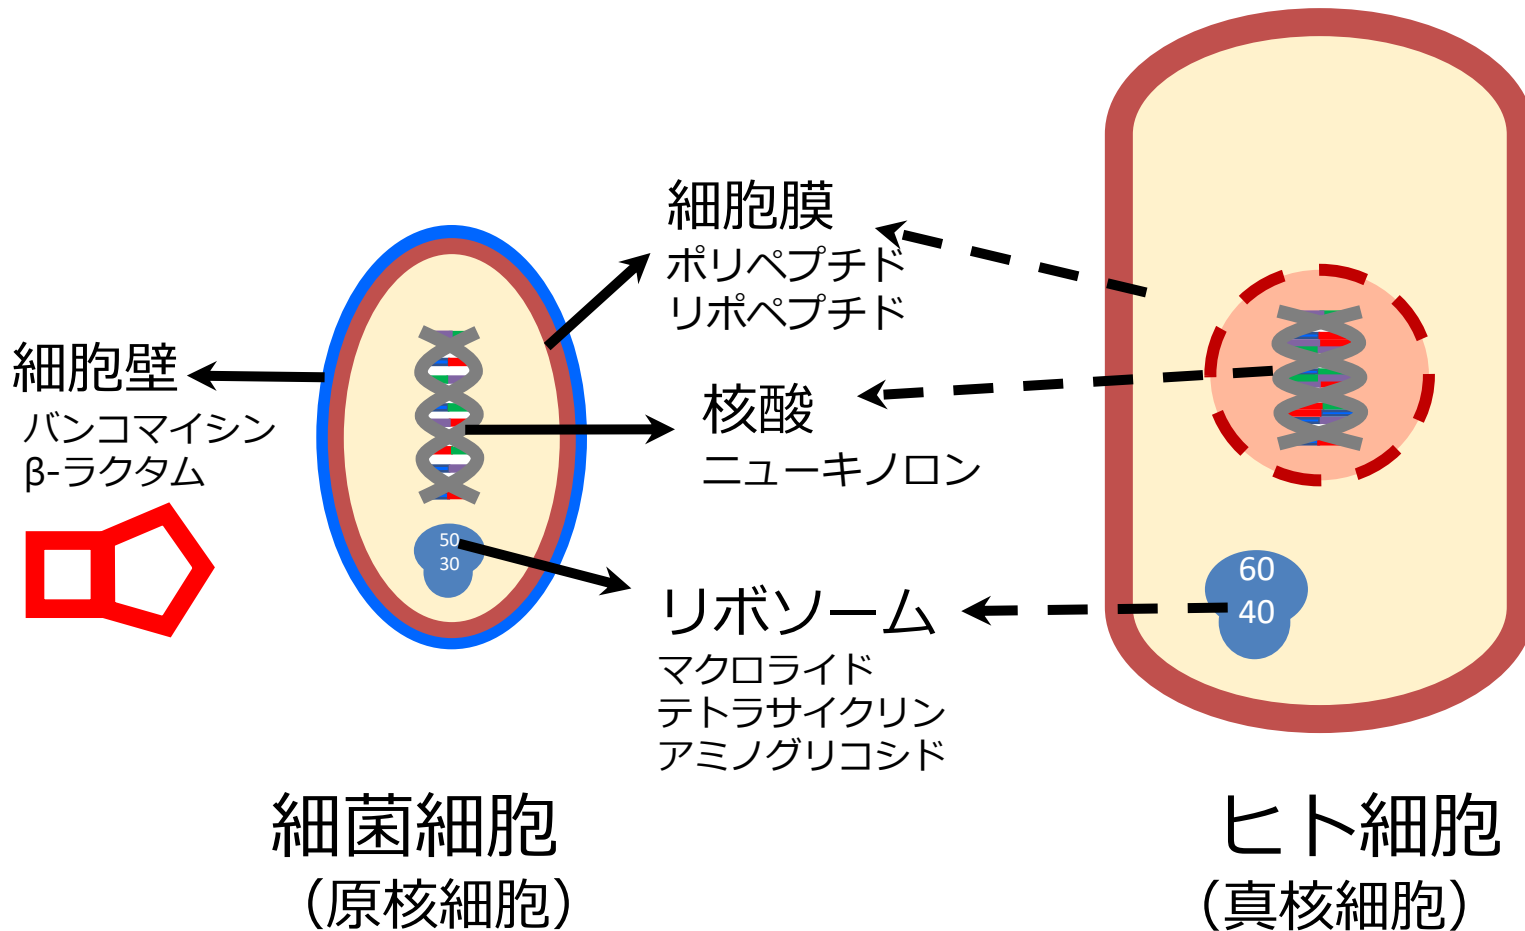 細胞壁
バンコマイシン
β-ラクタム
50
30
細胞膜
ポリペプチド
リポペプチド
核酸
ニューキノロン
リボソーム
マクロライド
テトラサイクリン
アミノグリコシド
60
40
細菌細胞
（原核細胞）
ヒト細胞
（真核細胞）